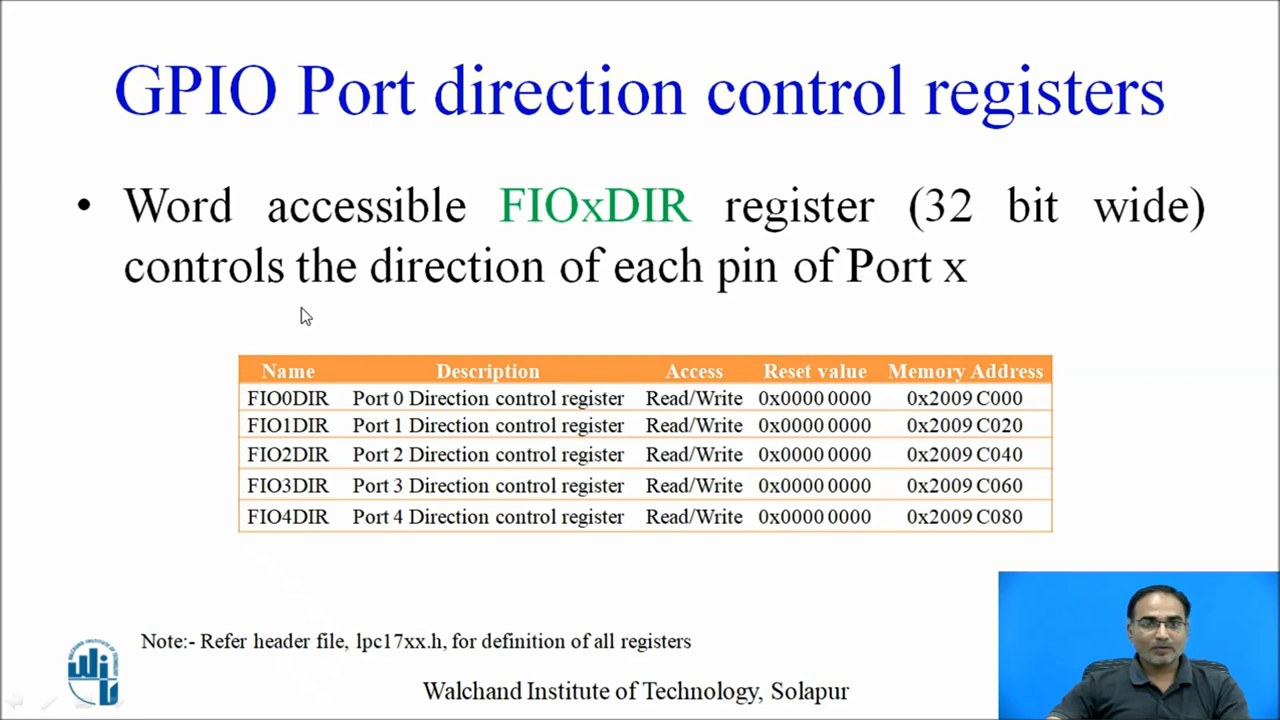 GPIO Port direction control registers
• Word accessible FIOxDIR register (32 bit wide)
controls the direction of each pin of Port x
Name Description Access Reset value Memory Address
FIO0DIR Port 0 Direction control register Read/Write 0x0000 0000 0x2009 C000
FIO1DIR Port 1 Direction control register Read/Write 0x0000 0000 0x2009 C020
FIO2DIR Port 2 Direction control register Read/Write 0x0000 0000 0x2009 C040
FIO3DIR Port 3 Direction control register Read/Write 0x0000 0000 0x2009 C060
FIO4DIR Port 4 Direction control register Read/Write 0x0000 0000 0x2009 C080
Note:- Refer header file, lpc17xx.h, for definition of all registers
WIT
Walchand Institute of Technology, Solapur